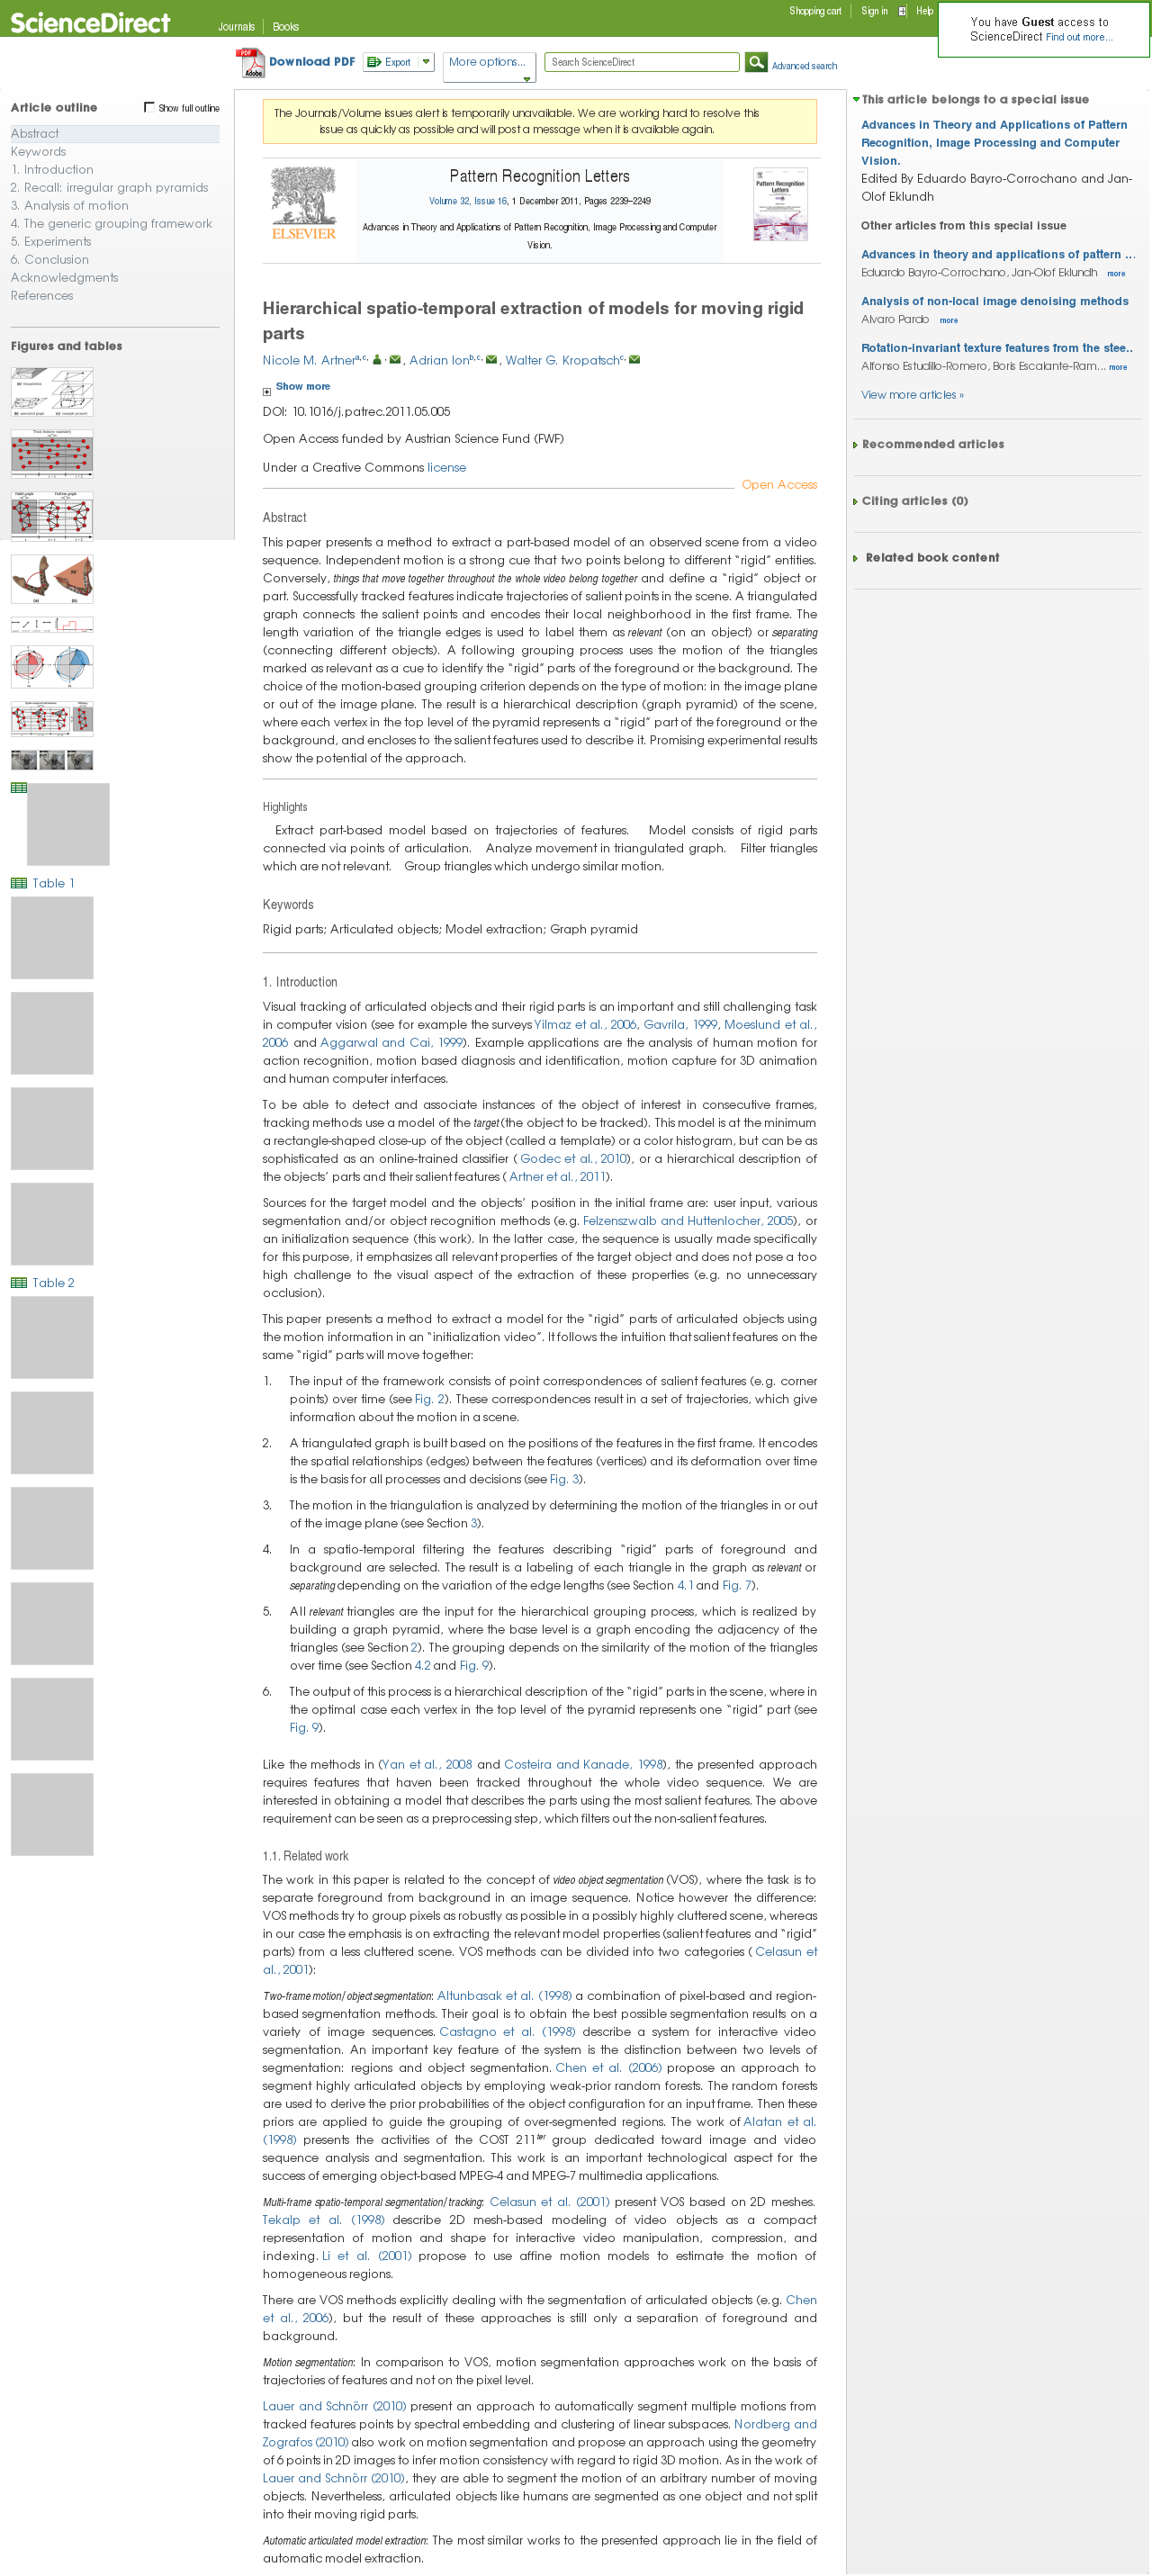 ScienceDirect
Journals
Books
Shopping cart
Sign in
Help
You have Guest access to
ScienceDirect Find out more...
Download PDF
Export
More options...
Search ScienceDirect
Advanced search
Article outline
Show full outline
Abstract
Keywords
1. Introduction
2. Recall: irregular graph pyramids
3. Analysis of motion
4. The generic grouping framework
5. Experiments
6. Conclusion
Acknowledgments
References
Figures and tables
Table 1
Table 2
The Journals/Volume issues alert is temporarily unavailable. We are working hard to resolve this
issue as quickly as possible and will post a message when it is available again.
ELSEVIER
Pattern Recognition Letters
Volume 32, Issue 16, 1 December 2011, Pages 2239–2249
Advances in Theory and Applications of Pattern Recognition, Image Processing and Computer
Vision.
Pattern Recognition
Letters
Hierarchical spatio-temporal extraction of models for moving rigid
parts
Nicole M. Artner a, c, , Adrian Ion b, c, , Walter G. Kropatsch c,
Show more
DOI: 10.1016/j.patrec.2011.05.005
Open Access funded by Austrian Science Fund (FWF)
Under a Creative Commons license
Open Access
Abstract
This paper presents a method to extract a part-based model of an observed scene from a video
sequence. Independent motion is a strong cue that two points belong to different “rigid” entities.
Conversely, things that move together throughout the whole video belong together and define a “rigid” object or
part. Successfully tracked features indicate trajectories of salient points in the scene. A triangulated
graph connects the salient points and encodes their local neighborhood in the first frame. The
length variation of the triangle edges is used to label them as relevant (on an object) or separating
(connecting different objects). A following grouping process uses the motion of the triangles
marked as relevant as a cue to identify the “rigid” parts of the foreground or the background. The
choice of the motion-based grouping criterion depends on the type of motion: in the image plane
or out of the image plane. The result is a hierarchical description (graph pyramid) of the scene,
where each vertex in the top level of the pyramid represents a “rigid” part of the foreground or the
background, and encloses to the salient features used to describe it. Promising experimental results
show the potential of the approach.
Highlights
Extract part-based model based on trajectories of features. Model consists of rigid parts
connected via points of articulation. Analyze movement in triangulated graph. Filter triangles
which are not relevant. Group triangles which undergo similar motion.
Keywords
Rigid parts; Articulated objects; Model extraction; Graph pyramid
1. Introduction
Visual tracking of articulated objects and their rigid parts is an important and still challenging task
in computer vision (see for example the surveys Yilmaz et al., 2006, Gavrila, 1999, Moeslund et al.,
2006 and Aggarwal and Cai, 1999). Example applications are the analysis of human motion for
action recognition, motion based diagnosis and identification, motion capture for 3D animation
and human computer interfaces.
To be able to detect and associate instances of the object of interest in consecutive frames,
tracking methods use a model of the target (the object to be tracked). This model is at the minimum
a rectangle-shaped close-up of the object (called a template) or a color histogram, but can be as
sophisticated as an online-trained classifier ( Godec et al., 2010), or a hierarchical description of
the objects’ parts and their salient features ( Artner et al., 2011).
Sources for the target model and the objects’ position in the initial frame are: user input, various
segmentation and/or object recognition methods (e.g. Felzenszwalb and Huttenlocher, 2005), or
an initialization sequence (this work). In the latter case, the sequence is usually made specifically
for this purpose, it emphasizes all relevant properties of the target object and does not pose a too
high challenge to the visual aspect of the extraction of these properties (e.g. no unnecessary
occlusion).
This paper presents a method to extract a model for the “rigid” parts of articulated objects using
the motion information in an “initialization video”. It follows the intuition that salient features on the
same “rigid” parts will move together:
1. The input of the framework consists of point correspondences of salient features (e.g. corner
points) over time (see Fig. 2). These correspondences result in a set of trajectories, which give
information about the motion in a scene.
2. A triangulated graph is built based on the positions of the features in the first frame. It encodes
the spatial relationships (edges) between the features (vertices) and its deformation over time
is the basis for all processes and decisions (see Fig. 3).
3. The motion in the triangulation is analyzed by determining the motion of the triangles in or out
of the image plane (see Section 3).
4. In a spatio-temporal filtering the features describing “rigid” parts of foreground and
background are selected. The result is a labeling of each triangle in the graph as relevant or
separating depending on the variation of the edge lengths (see Section 4.1 and Fig. 7).
5. All relevant triangles are the input for the hierarchical grouping process, which is realized by
building a graph pyramid, where the base level is a graph encoding the adjacency of the
triangles (see Section 2). The grouping depends on the similarity of the motion of the triangles
over time (see Section 4.2 and Fig. 9).
6. The output of this process is a hierarchical description of the “rigid” parts in the scene, where in
the optimal case each vertex in the top level of the pyramid represents one “rigid” part (see
Fig. 9).
Like the methods in (Yan et al., 2008 and Costeira and Kanade, 1998), the presented approach
requires features that haven been tracked throughout the whole video sequence. We are
interested in obtaining a model that describes the parts using the most salient features. The above
requirement can be seen as a preprocessing step, which filters out the non-salient features.
1.1. Related work
The work in this paper is related to the concept of video object segmentation (VOS), where the task is to
separate foreground from background in an image sequence. Notice however the difference:
VOS methods try to group pixels as robustly as possible in a possibly highly cluttered scene, whereas
in our case the emphasis is on extracting the relevant model properties (salient features and “rigid”
parts) from a less cluttered scene. VOS methods can be divided into two categories ( Celasun et
al., 2001):
Two-frame motion/object segmentation: Altunbasak et al. (1998) a combination of pixel-based and region-
based segmentation methods. Their goal is to obtain the best possible segmentation results on a
variety of image sequences. Castagno et al. (1998) describe a system for interactive video
segmentation. An important key feature of the system is the distinction between two levels of
segmentation: regions and object segmentation. Chen et al. (2006) propose an approach to
segment highly articulated objects by employing weak-prior random forests. The random forests
are used to derive the prior probabilities of the object configuration for an input frame. Then these
priors are applied to guide the grouping of over-segmented regions. The work of Alatan et al.
(1998) presents the activities of the COST 211ter group dedicated toward image and video
sequence analysis and segmentation. This work is an important technological aspect for the
success of emerging object-based MPEG-4 and MPEG-7 multimedia applications.
Multi-frame spatio-temporal segmentation/tracking: Celasun et al. (2001) present VOS based on 2D meshes.
Tekalp et al. (1998) describe 2D mesh-based modeling of video objects as a compact
representation of motion and shape for interactive video manipulation, compression, and
indexing. Li et al. (2001) propose to use affine motion models to estimate the motion of
homogeneous regions.
There are VOS methods explicitly dealing with the segmentation of articulated objects (e.g. Chen
et al., 2006), but the result of these approaches is still only a separation of foreground and
background.
Motion segmentation: In comparison to VOS, motion segmentation approaches work on the basis of
trajectories of features and not on the pixel level.
Lauer and Schnörr (2010) present an approach to automatically segment multiple motions from
tracked features points by spectral embedding and clustering of linear subspaces. Nordberg and
Zografos (2010) also work on motion segmentation and propose an approach using the geometry
of 6 points in 2D images to infer motion consistency with regard to rigid 3D motion. As in the work of
Lauer and Schnörr (2010), they are able to segment the motion of an arbitrary number of moving
objects. Nevertheless, articulated objects like humans are segmented as one object and not split
into their moving rigid parts.
Automatic articulated model extraction: The most similar works to the presented approach lie in the field of
automatic model extraction.
This article belongs to a special issue
Advances in Theory and Applications of Pattern
Recognition, Image Processing and Computer
Vision.
Edited By Eduardo Bayro-Corrochano and Jan-
Olof Eklundh
Other articles from this special issue
Advances in theory and applications of pattern ...
Eduardo Bayro-Corrochano, Jan-Olof Eklundh more
Analysis of non-local image denoising methods
Alvaro Pardo more
Rotation-invariant texture features from the stee..
Alfonso Estudillo-Romero, Boris Escalante-Ram... more
View more articles »
Recommended articles
Citing articles (0)
Related book content